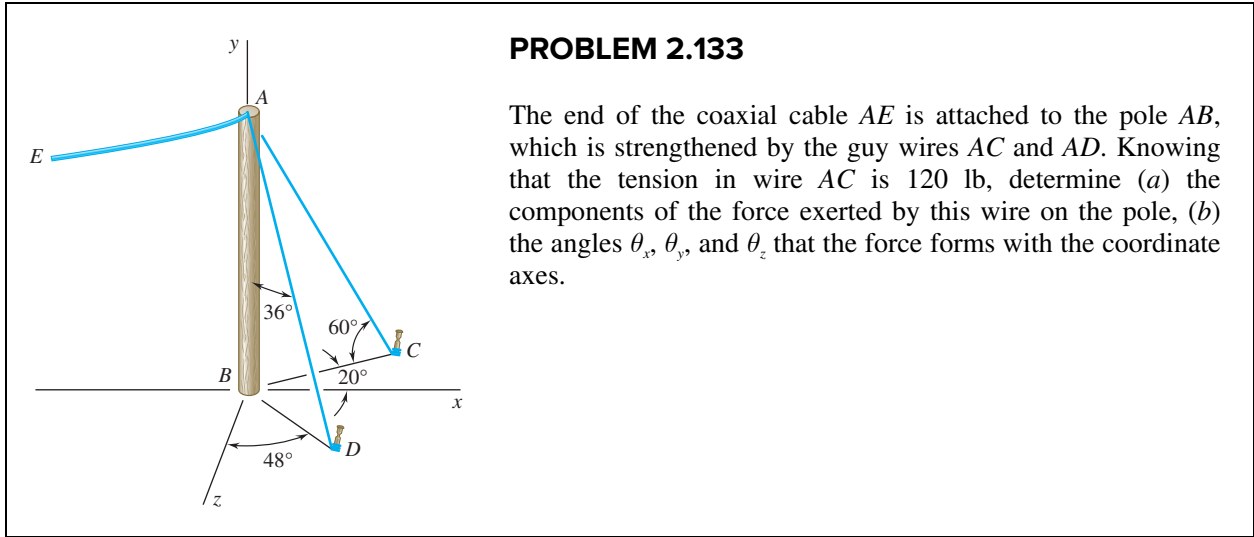 y
A
E
36°
60°
C
B
20°
x
D
48°
z
PROBLEM 2.133
The end of the coaxial cable AE is attached to the pole AB,
which is strengthened by the guy wires AC and AD. Knowing
that the tension in wire AC is 120 lb, determine (a) the
components of the force exerted by this wire on the pole, (b)
the angles θx, θy, and θz that the force forms with the coordinate
axes.